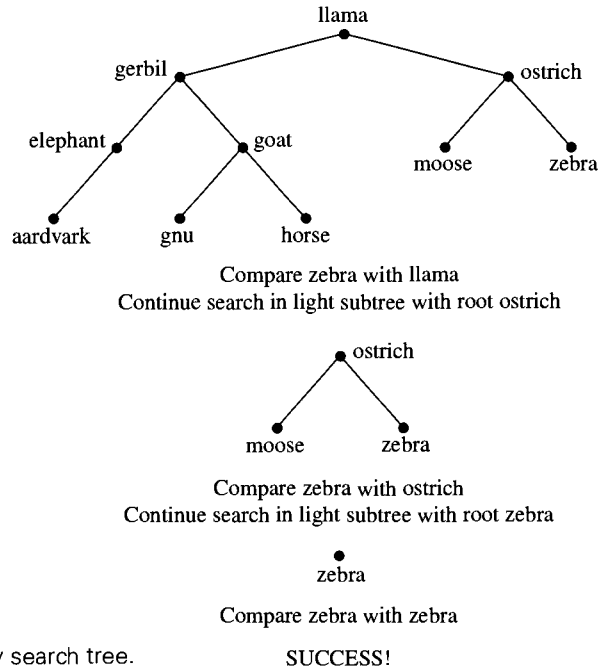 llama
gerbil
ostrich
elephant
goat
moose
zebra
aardvark
gnu
horse
Compare zebra with llama
Continue search in light subtree with root ostrich
ostrich
moose
zebra
Compare zebra with ostrich
Continue search in light subtree with root zebra
zebra
Compare zebra with zebra
y search tree.
SUCCESS!